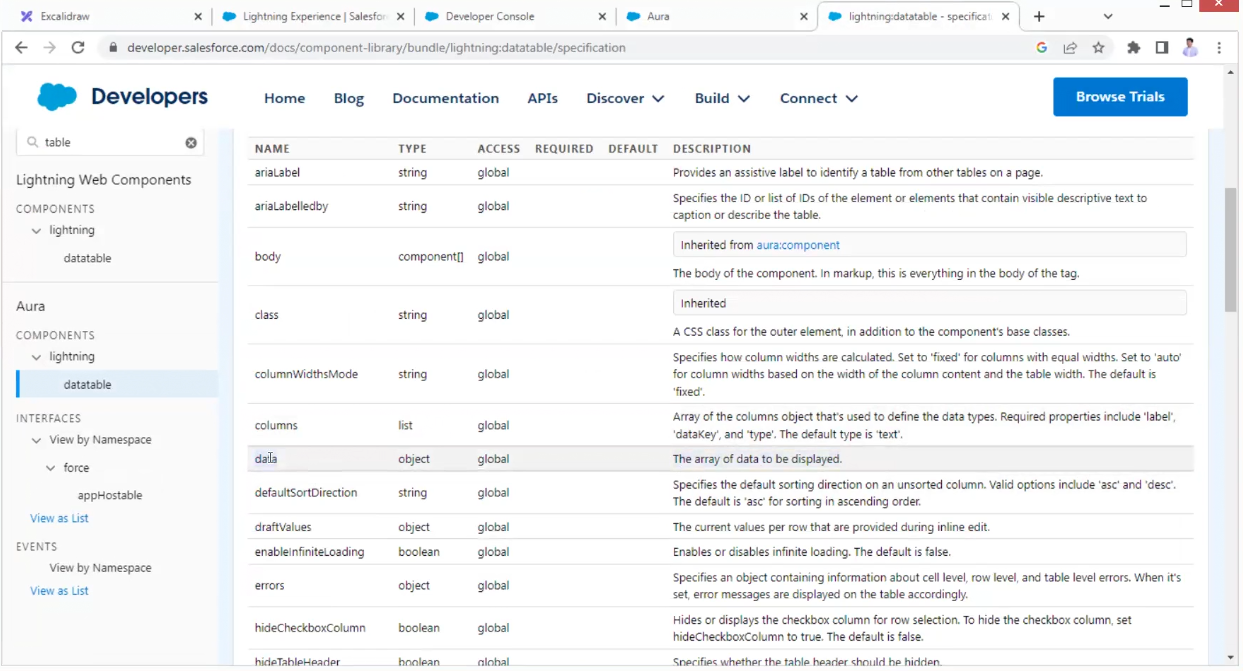 Excalidraw
Lightning Experience | Salesfor
Developer Console
Aura
lightning:datatable - specificat
developer.salesforce.com/docs/component-library/bundle/lightning:datatable/specification
Developers
Home
Blog
Documentation
APIs
Discover
Build
Connect
Browse Trials
table
Lightning Web Components
COMPONENTS
lightning
datatable
Aura
COMPONENTS
lightning
datatable
INTERFACES
View by Namespace
force
appHostable
View as List
EVENTS
View by Namespace
View as List
NAME TYPE ACCESS REQUIRED DEFAULT DESCRIPTION
ariaLabel string global Provides an assistive label to identify a table from other tables on a page.
ariaLabelledby string global Specifies the ID or list of IDs of the element or elements that contain visible descriptive text to
caption or describe the table.
Inherited from aura:component
body component[] global
The body of the component. In markup, this is everything in the body of the tag.
Inherited
class string global
A CSS class for the outer element, in addition to the component's base classes.
Specifies how column widths are calculated. Set to 'fixed' for columns with equal widths. Set to 'auto'
columnWidthsMode string global for column widths based on the width of the column content and the table width. The default is
'fixed'.
columns list global Array of the columns object that's used to define the data types. Required properties include 'label',
'dataKey', and 'type'. The default type is 'text'.
data object global The array of data to be displayed.
defaultSortDirection string global Specifies the default sorting direction on an unsorted column. Valid options include 'asc' and 'desc'.
The default is 'asc' for sorting in ascending order.
draftValues object global The current values per row that are provided during inline edit.
enableInfiniteLoading boolean global Enables or disables infinite loading. The default is false.
errors object global Specifies an object containing information about cell level, row level, and table level errors. When it's
set, error messages are displayed on the table accordingly.
hideCheckboxColumn boolean global Hides or displays the checkbox column for row selection. To hide the checkbox column, set
hideCheckboxColumn to true. The default is false.
hideTableHeader boolean global Specifies whether the table header should be hidden.